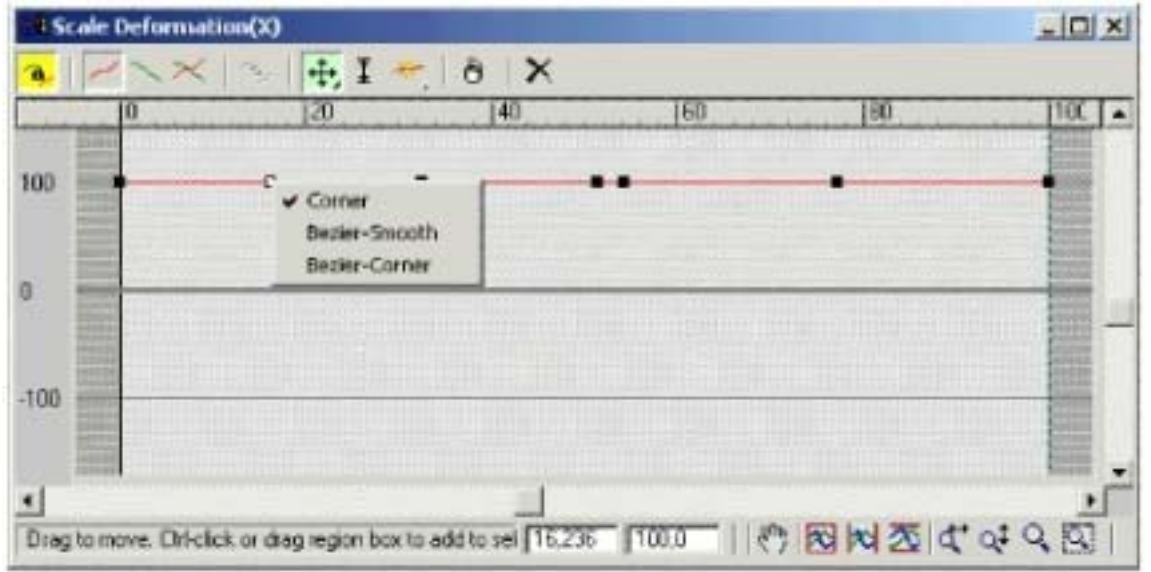 Scale Deformation(X)
0 20 40 60 80
100
Corner
Bezier-Smooth
Bezier-Corner
0
-100
Drag to move. Ctrl-click or drag region box to add to sel 16,236 100,0